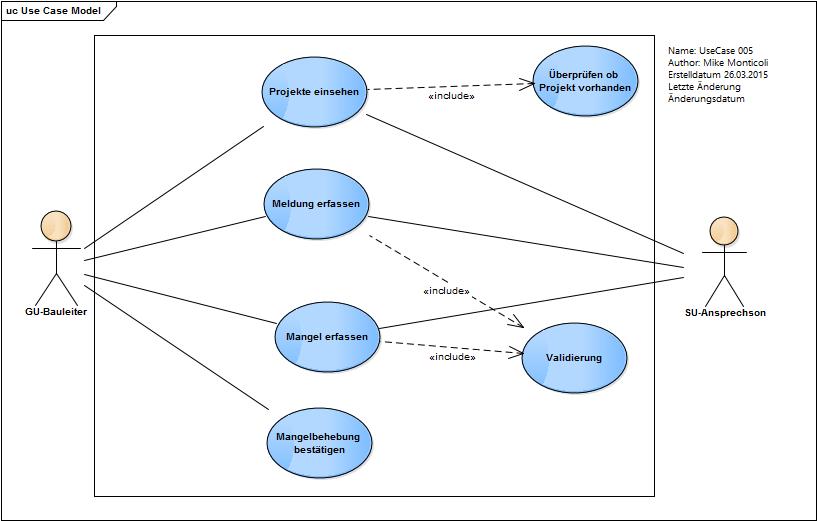 uc Use Case Model
Name: UseCase 005
Author: Mike Monticoli
Erstelldatum 26.03.2015
Letzte Änderung
Änderungsdatum
Projekte einsehen
«include»
Überprüfen ob
Projekt vorhanden
Meldung erfassen
«include»
GU-Bauleiter
SU-Ansprechson
Mangel erfassen
«include»
Validierung
Mangelbehebung
bestätigen